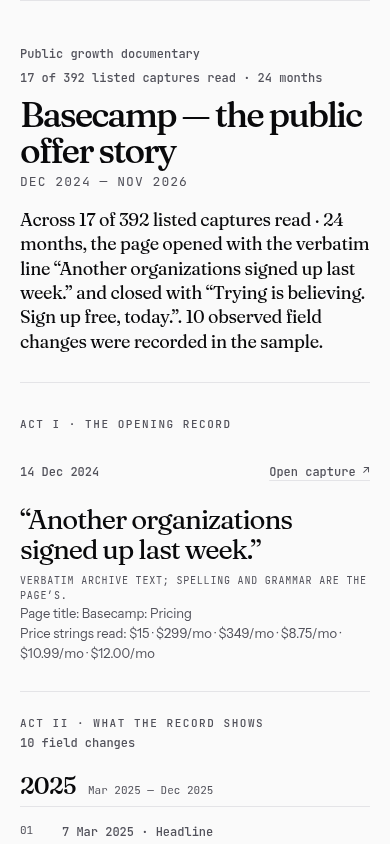 Public growth documentary
17 of 392 listed captures read · 24 months
Basecamp — the public
offer story
DEC 2024 — NOV 2026
Across 17 of 392 listed captures read · 24
months, the page opened with the verbatim
line “Another organizations signed up last
week.” and closed with “Trying is believing.
Sign up free, today.”. 10 observed field
changes were recorded in the sample.
ACT I · THE OPENING RECORD
14 Dec 2024 Open capture ↗
“Another organizations
signed up last week.”
VERBATIM ARCHIVE TEXT; SPELLING AND GRAMMAR ARE THE
PAGE’S.
Page title: Basecamp: Pricing
Price strings read: $15 · $299/mo · $349/mo · $8.75/mo ·
$10.99/mo · $12.00/mo
ACT II · WHAT THE RECORD SHOWS
10 field changes
2025 Mar 2025 — Dec 2025
01 7 Mar 2025 · Headline